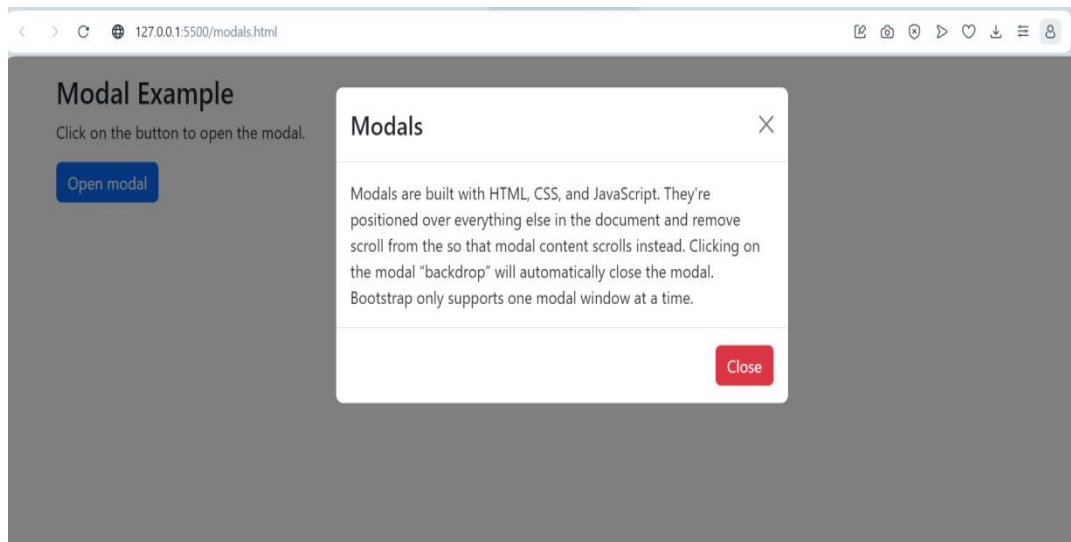 127.0.0.1:5500/modals.html
Modal Example
Click on the button to open the modal.
Open modal
Modals
Modals are built with HTML, CSS, and JavaScript. They're
positioned over everything else in the document and remove
scroll from the so that modal content scrolls instead. Clicking on
the modal “backdrop” will automatically close the modal.
Bootstrap only supports one modal window at a time.
Close